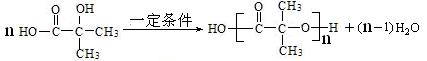 O OH 一定条件 O CH₃
n HO-C-C-CH₃ → HO-[C-C-O]ₙ-H + (n-1)H₂O
CH₃ CH₃